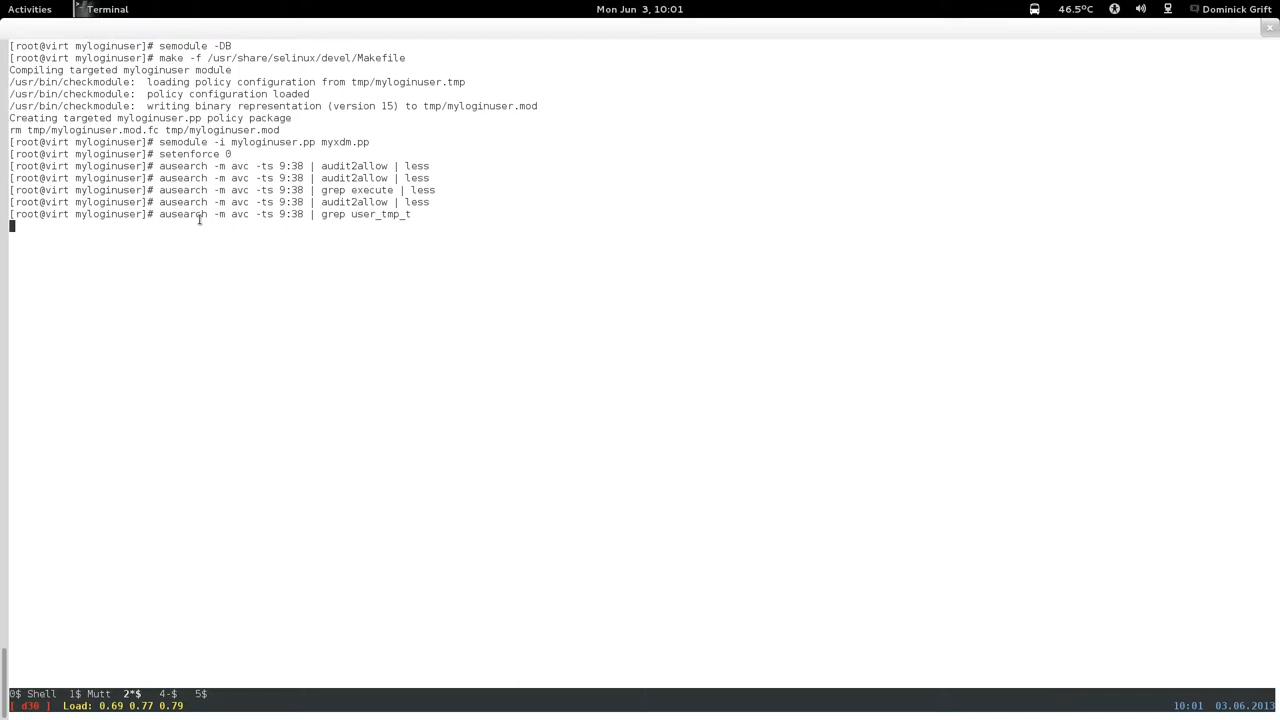 Activities Terminal Mon Jun 3, 10:01 46.5°C Dominick Grift
[root@virt myloginuser]# semodule -DB
[root@virt myloginuser]# make -f /usr/share/selinux/devel/Makefile
Compiling targeted myloginuser module
/usr/bin/checkmodule:  loading policy configuration from tmp/myloginuser.tmp
/usr/bin/checkmodule:  policy configuration loaded
/usr/bin/checkmodule:  writing binary representation (version 15) to tmp/myloginuser.mod
Creating targeted myloginuser.pp policy package
rm tmp/myloginuser.mod.fc tmp/myloginuser.mod
[root@virt myloginuser]# semodule -i myloginuser.pp myxdm.pp
[root@virt myloginuser]# setenforce 0
[root@virt myloginuser]# ausearch -m avc -ts 9:38 | audit2allow | less
[root@virt myloginuser]# ausearch -m avc -ts 9:38 | audit2allow | less
[root@virt myloginuser]# ausearch -m avc -ts 9:38 | grep execute | less
[root@virt myloginuser]# ausearch -m avc -ts 9:38 | audit2allow | less
[root@virt myloginuser]# ausearch -m avc -ts 9:38 | grep user_tmp_t
0$ Shell  1$ Mutt  2*$  4-$  5$
[ d30 ]  Load: 0.69 0.77 0.79 10:01 03.06.2013